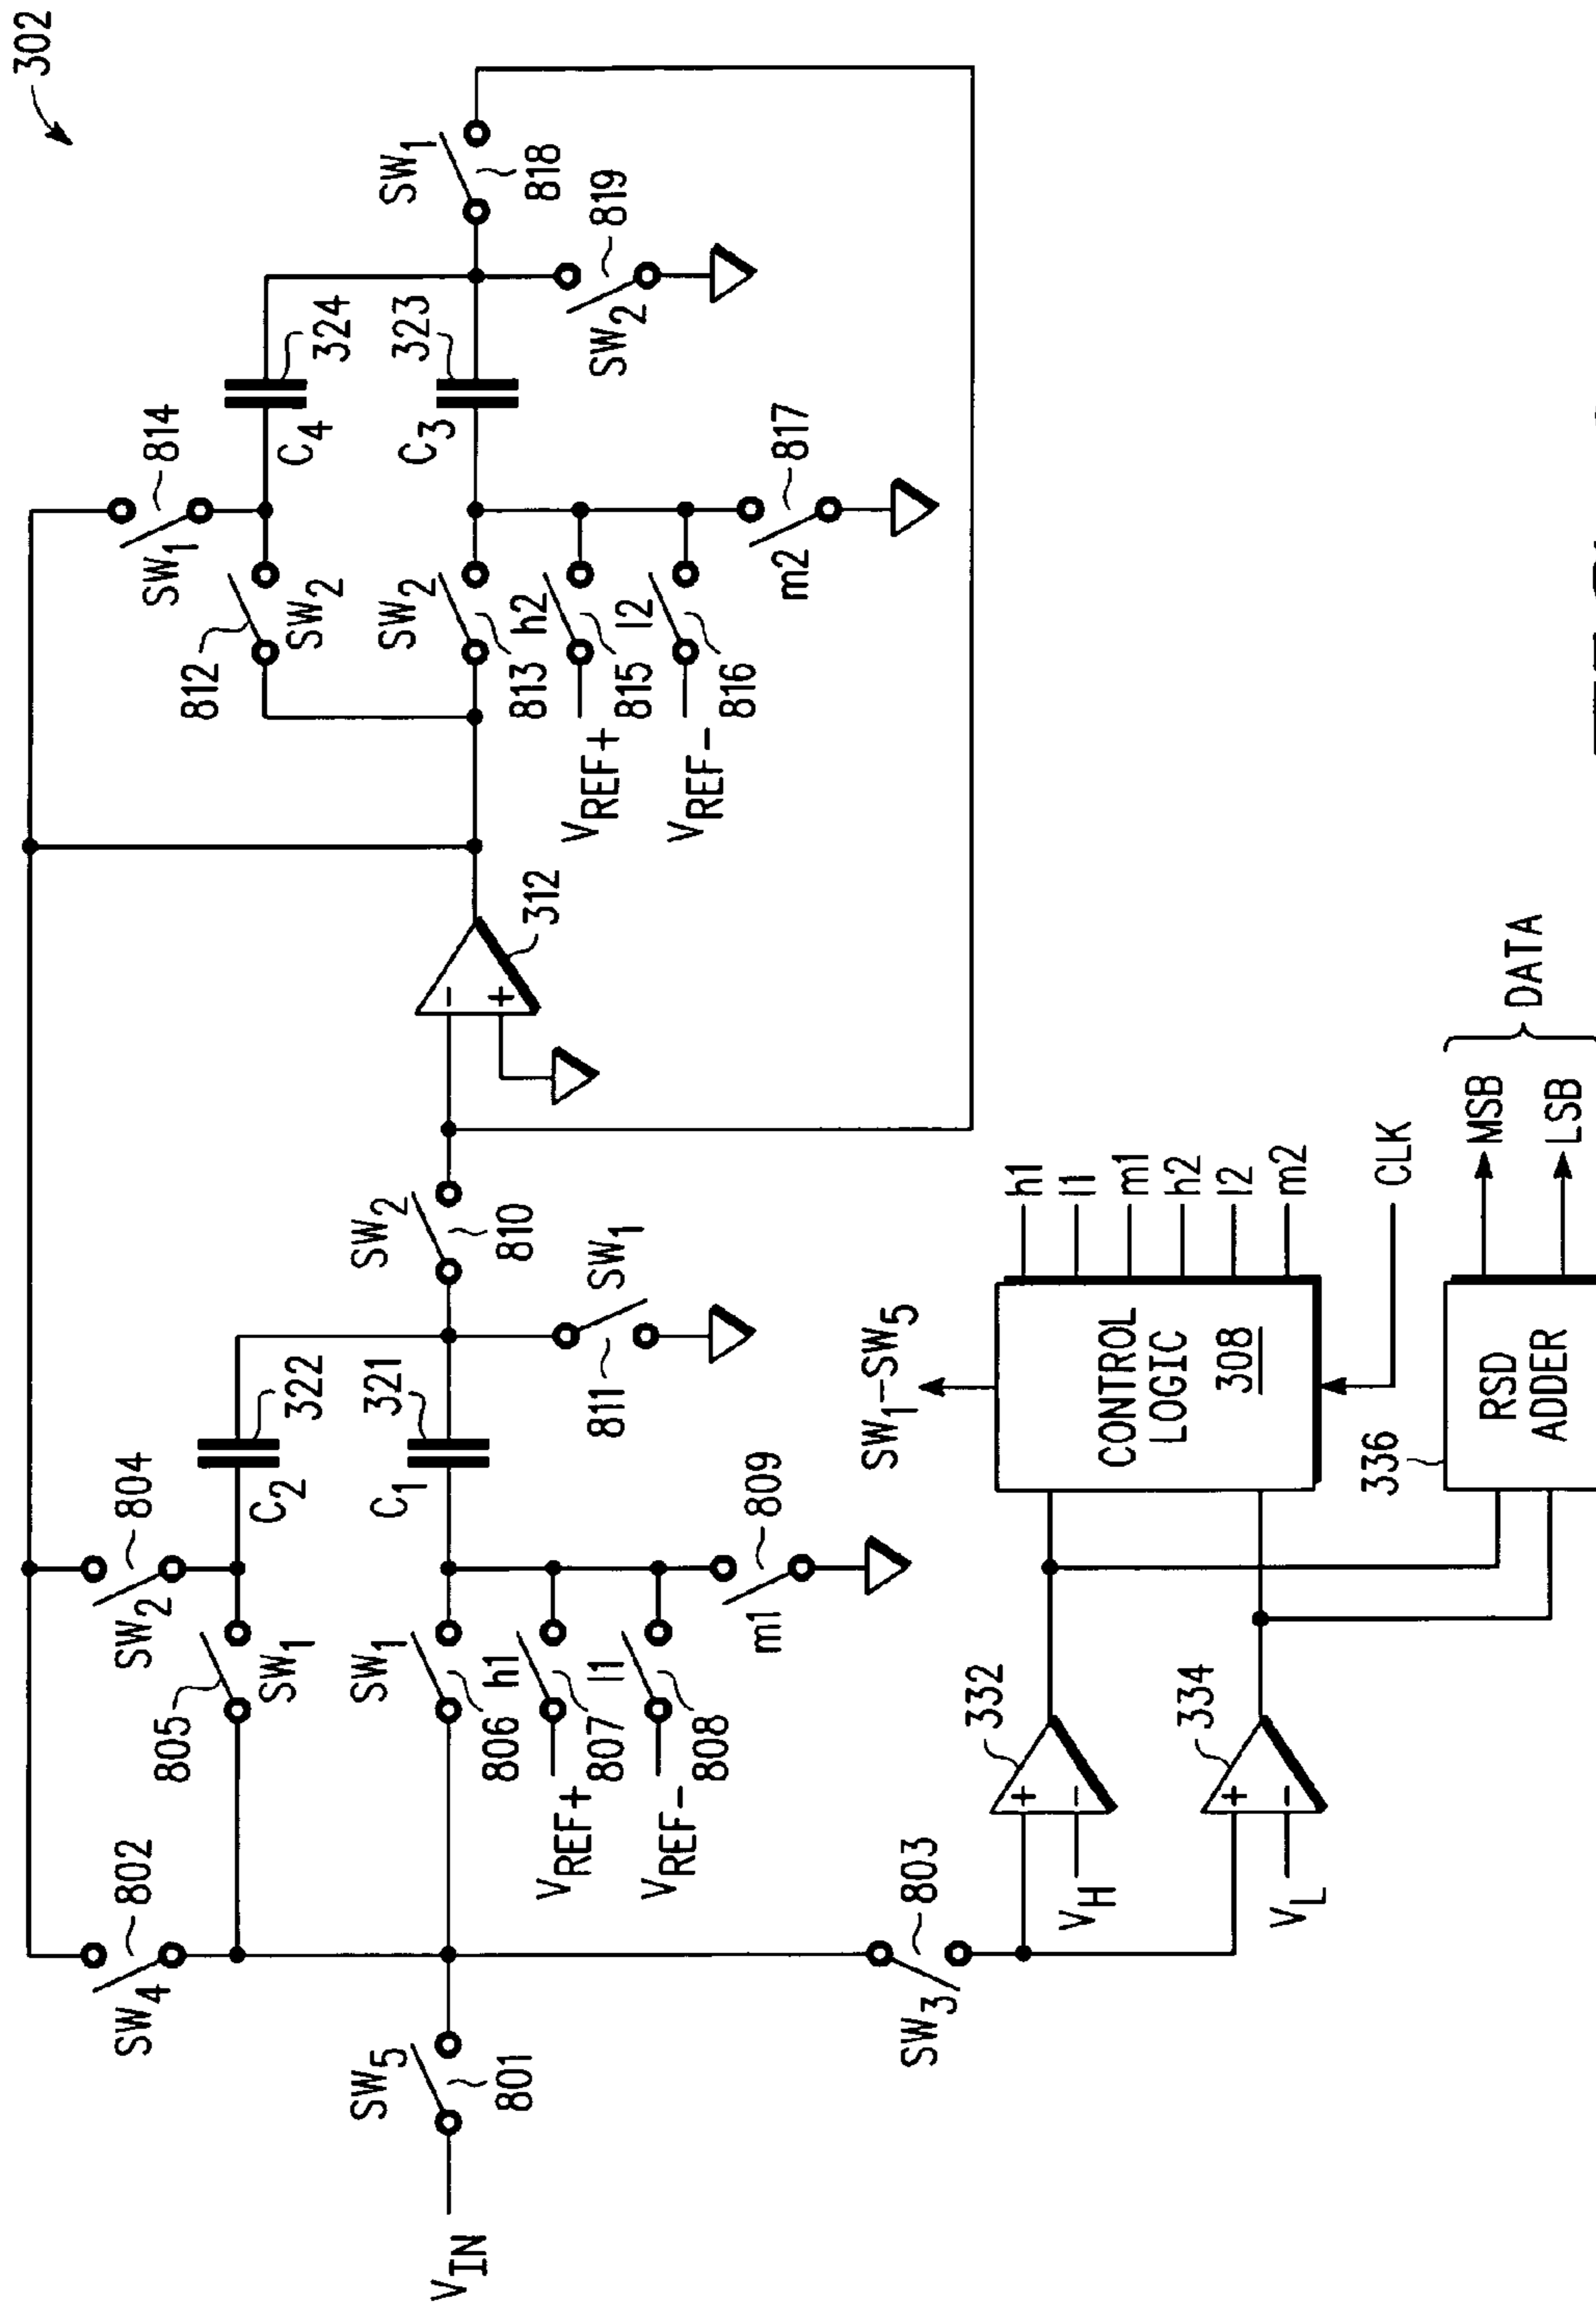 302
SW1
818
819
SW2
324
323
C4
C3
814
SW1
817
m2
812
SW2
SW2
813
h2
815
l2
816
VREF+
VREF-
312
-
+
SW2
810
SW1
811
322
321
C2
C1
804
SW2
809
m1
805
SW1
SW1
806
h1
807
l1
808
VREF+
VREF-
802
SW4
803
SW3
SW5
801
VIN
332
334
+
-
+
-
VH
VL
SW1-SW5
CONTROL
LOGIC
308
h1
l1
m1
h2
l2
m2
CLK
336
RSD
ADDER
MSB
LSB
DATA